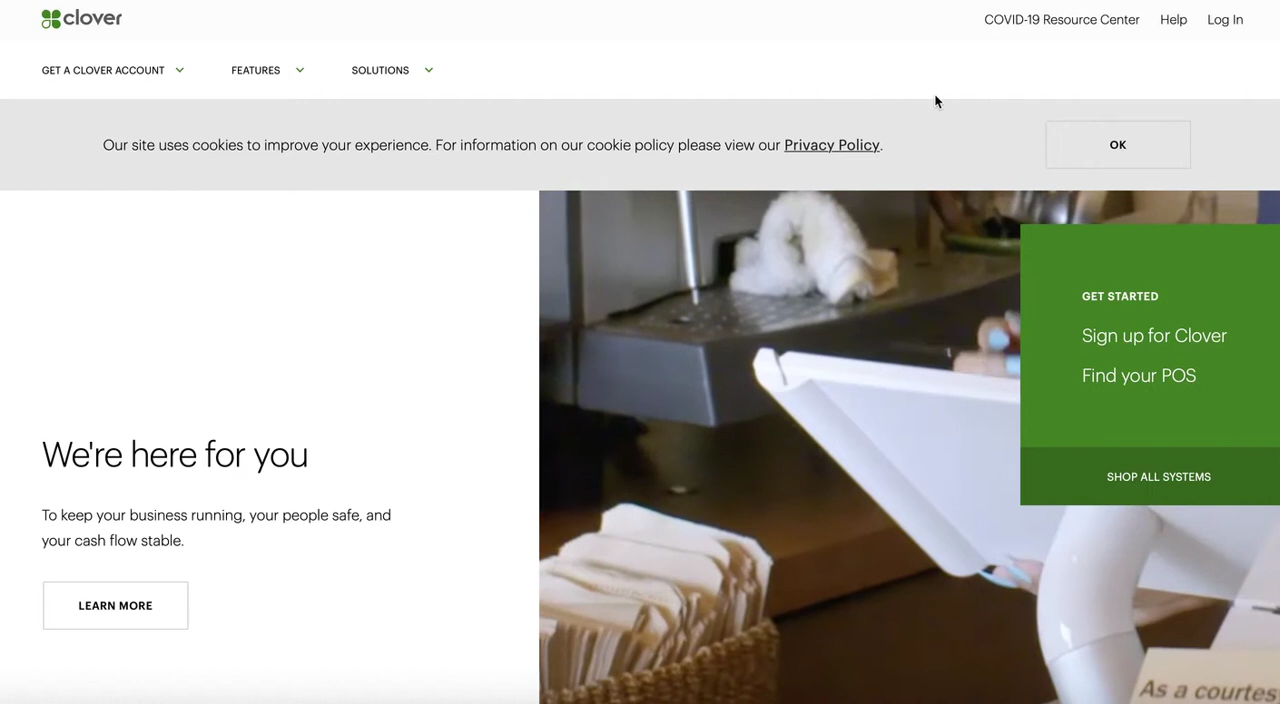 clover
COVID-19 Resource Center Help Log In
GET A CLOVER ACCOUNT FEATURES SOLUTIONS
Our site uses cookies to improve your experience. For information on our cookie policy please view our Privacy Policy.
OK
GET STARTED
Sign up for Clover
Find your POS
SHOP ALL SYSTEMS
We're here for you
To keep your business running, your people safe, and
your cash flow stable.
LEARN MORE
As a courtes